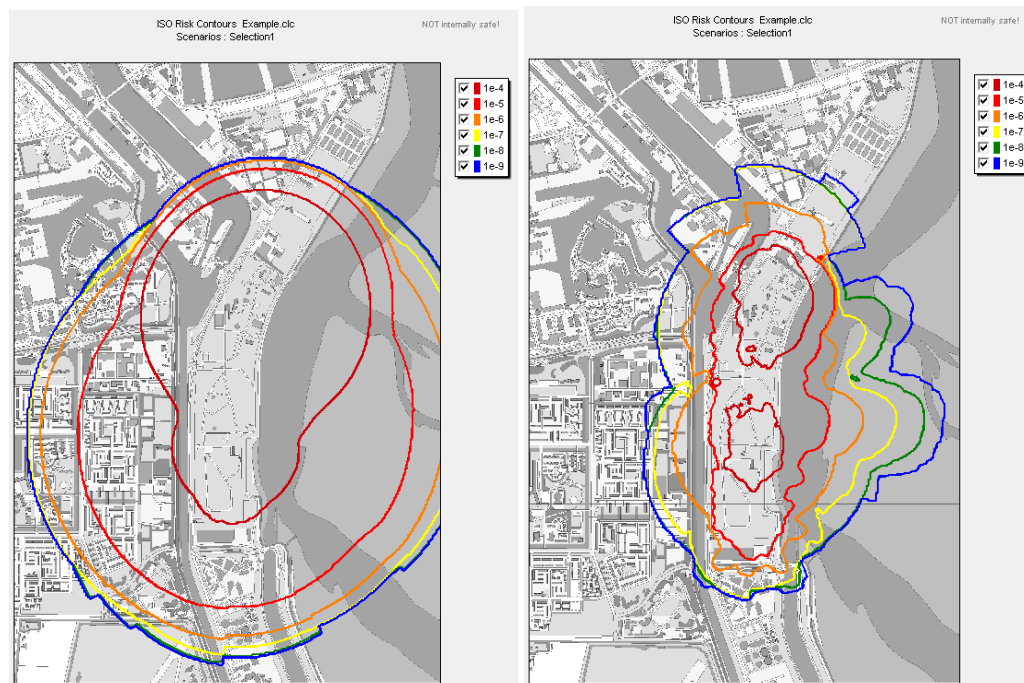 ISO Risk Contours Example.clc
NOT internally safe!
Scenarios : Selection1
1e-4
1e-5
1e-6
1e-7
1e-8
1e-9
ISO Risk Contours Example.clc
NOT internally safe!
Scenarios : Selection1
1e-4
1e-5
1e-6
1e-7
1e-8
1e-9